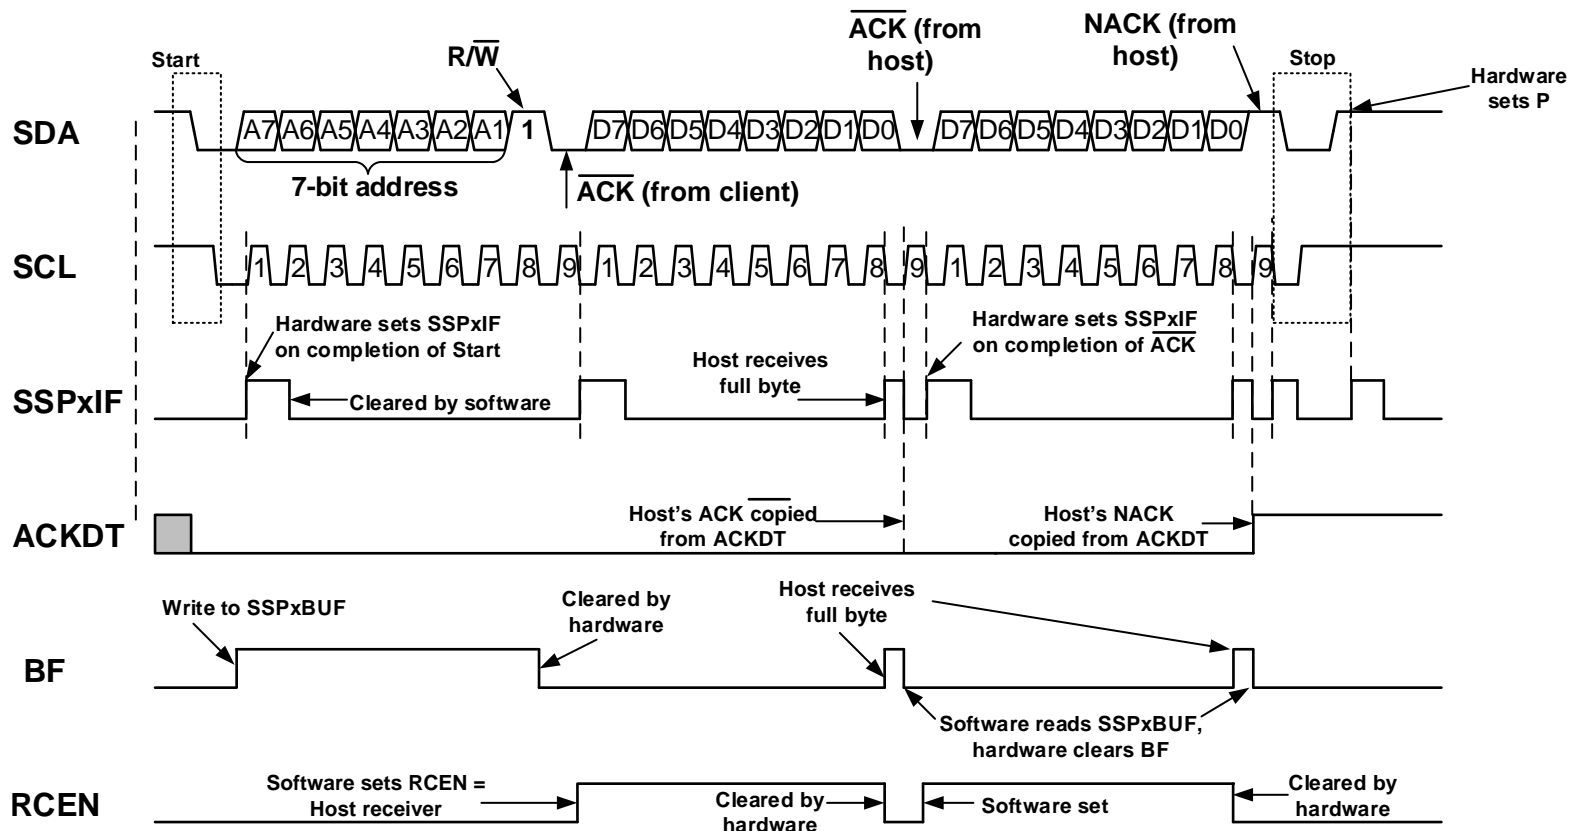 Start
R/W
ACK (from
host)
NACK (from
host)
Stop
Hardware
sets P
SDA
A7 A6 A5 A4 A3 A2 A1 1 D7 D6 D5 D4 D3 D2 D1 D0 D7 D6 D5 D4 D3 D2 D1 D0
7-bit address
ACK (from client)
SCL
1 2 3 4 5 6 7 8 9 1 2 3 4 5 6 7 8 9 1 2 3 4 5 6 7 8 9
Hardware sets SSPxIF
on completion of Start
Host receives
full byte
Hardware sets SSPxIF
on completion of ACK
SSPxIF
Cleared by software
ACKDT
Host's ACK copied
from ACKDT
Host's NACK
copied from ACKDT
Write to SSPxBUF
Cleared by
hardware
Host receives
full byte
BF
Software reads SSPxBUF,
hardware clears BF
RCEN
Software sets RCEN =
Host receiver
Cleared by
hardware
Software set
Cleared by
hardware